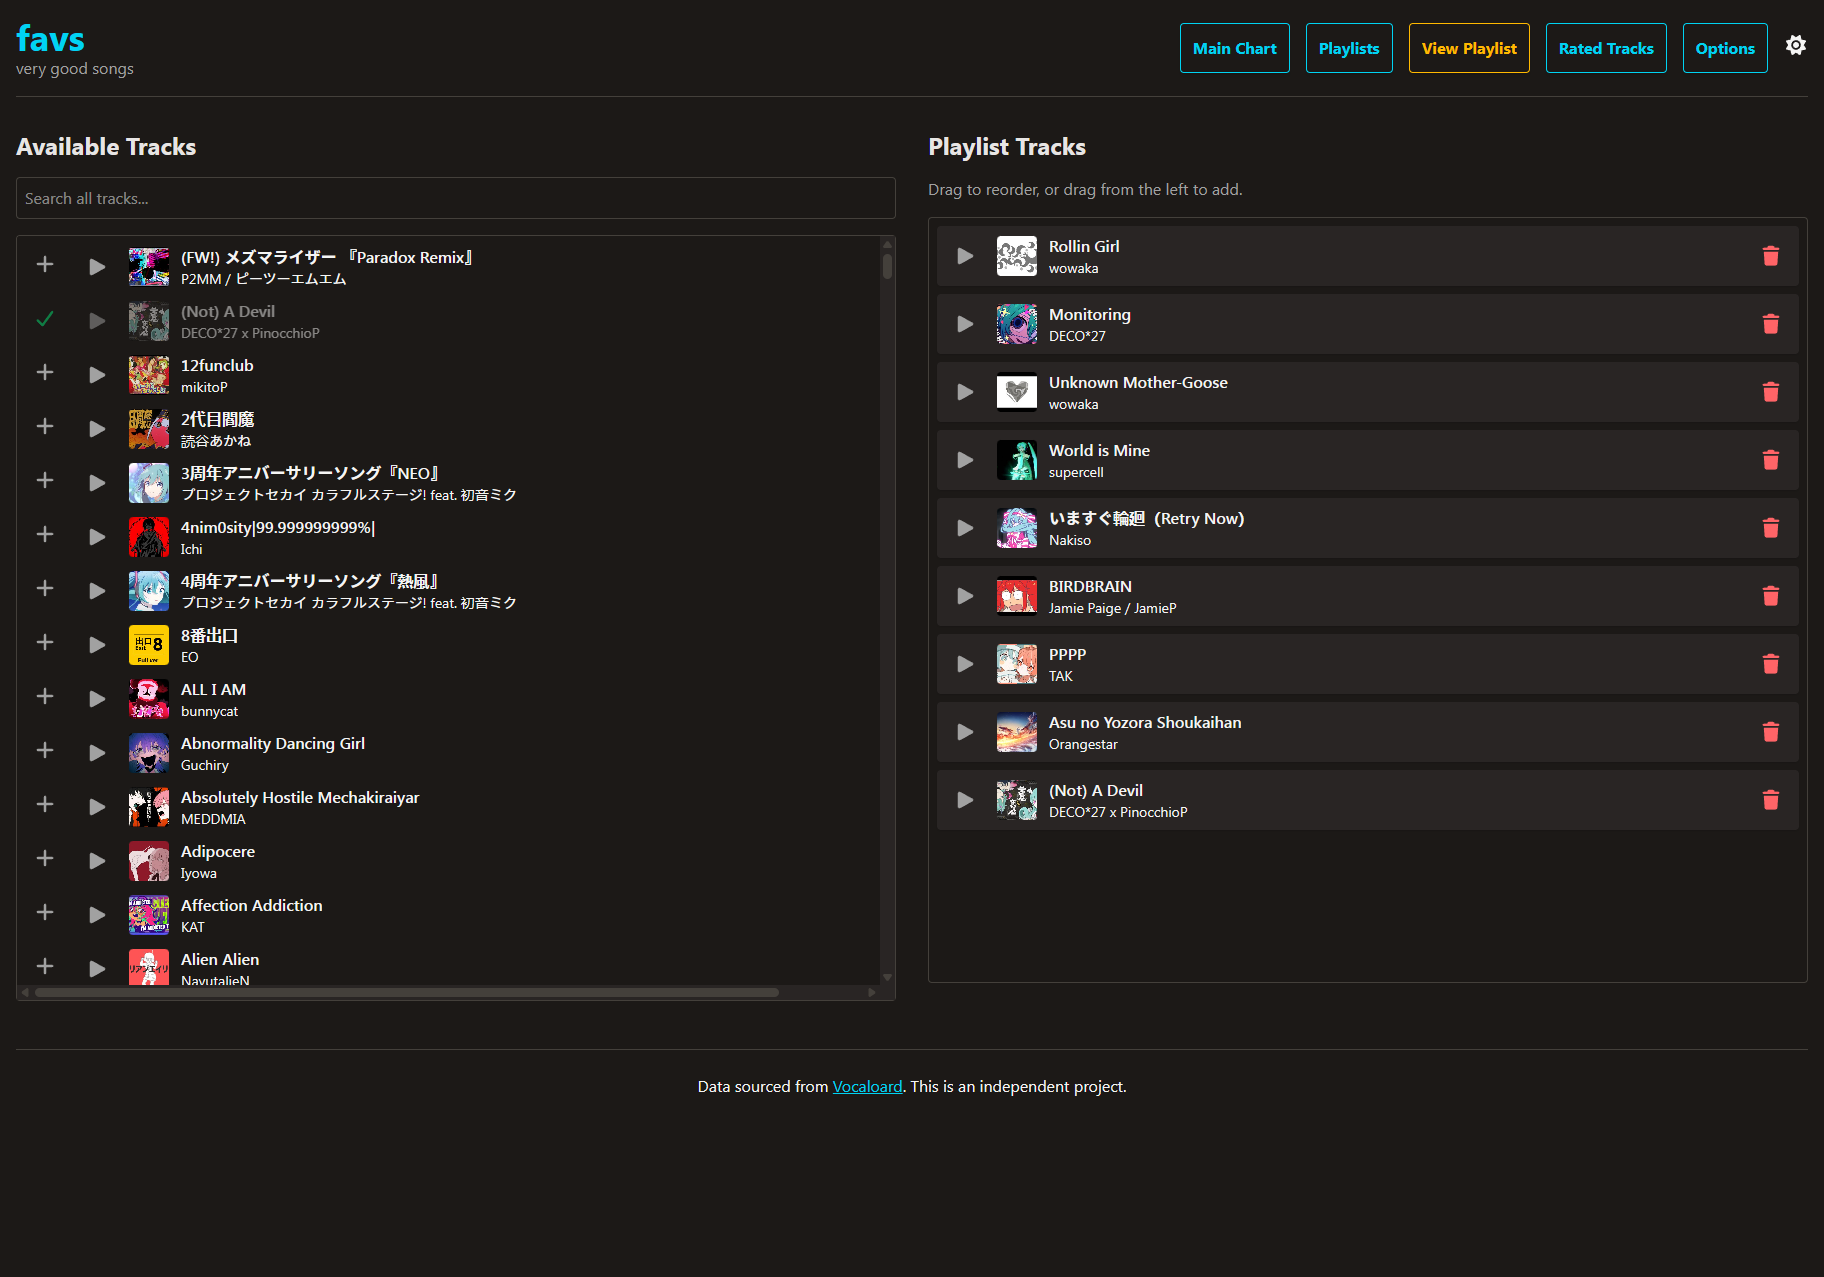 favs
very good songs
Main Chart
Playlists
View Playlist
Rated Tracks
Options
Available Tracks
Search all tracks...
(FW!) メズマライザー 『Paradox Remix』
P2MM / ピーツーエムエム
(Not) A Devil
DECO*27 x PinocchioP
12funclub
mikitoP
2代目閻魔
読谷あかね
3周年アニバーサリーソング『NEO』
プロジェクトセカイ カラフルステージ! feat. 初音ミク
4nim0sity|99.999999999%|
Ichi
4周年アニバーサリーソング『熱風』
プロジェクトセカイ カラフルステージ! feat. 初音ミク
出口 8
Exit
Full ver
8番出口
EO
ALL I AM
bunnycat
Abnormality Dancing Girl
Guchiry
Absolutely Hostile Mechakiraiyar
MEDDMIA
Adipocere
Iyowa
Affection Addiction
KAT
Alien Alien
NayutalieN
Playlist Tracks
Drag to reorder, or drag from the left to add.
Rollin Girl
wowaka
Monitoring
DECO*27
Unknown Mother-Goose
wowaka
World is Mine
supercell
いますぐ輪廻（Retry Now)
Nakiso
BIRDBRAIN
Jamie Paige / JamieP
PPPP
TAK
Asu no Yozora Shoukaihan
Orangestar
(Not) A Devil
DECO*27 x PinocchioP
Data sourced from Vocaloard. This is an independent project.